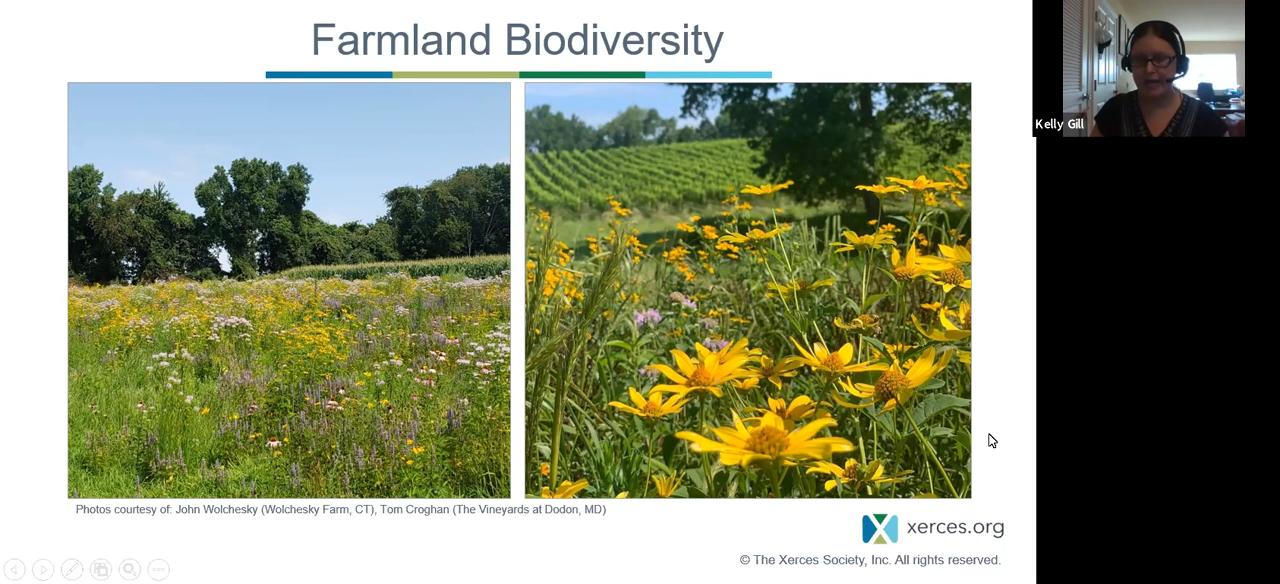 Farmland Biodiversity
Kelly Gill
Photos courtesy of: John Wolchesky (Wolchesky Farm, CT), Tom Croghan (The Vineyards at Dodon, MD)
xerces.org
© The Xerces Society, Inc. All rights reserved.